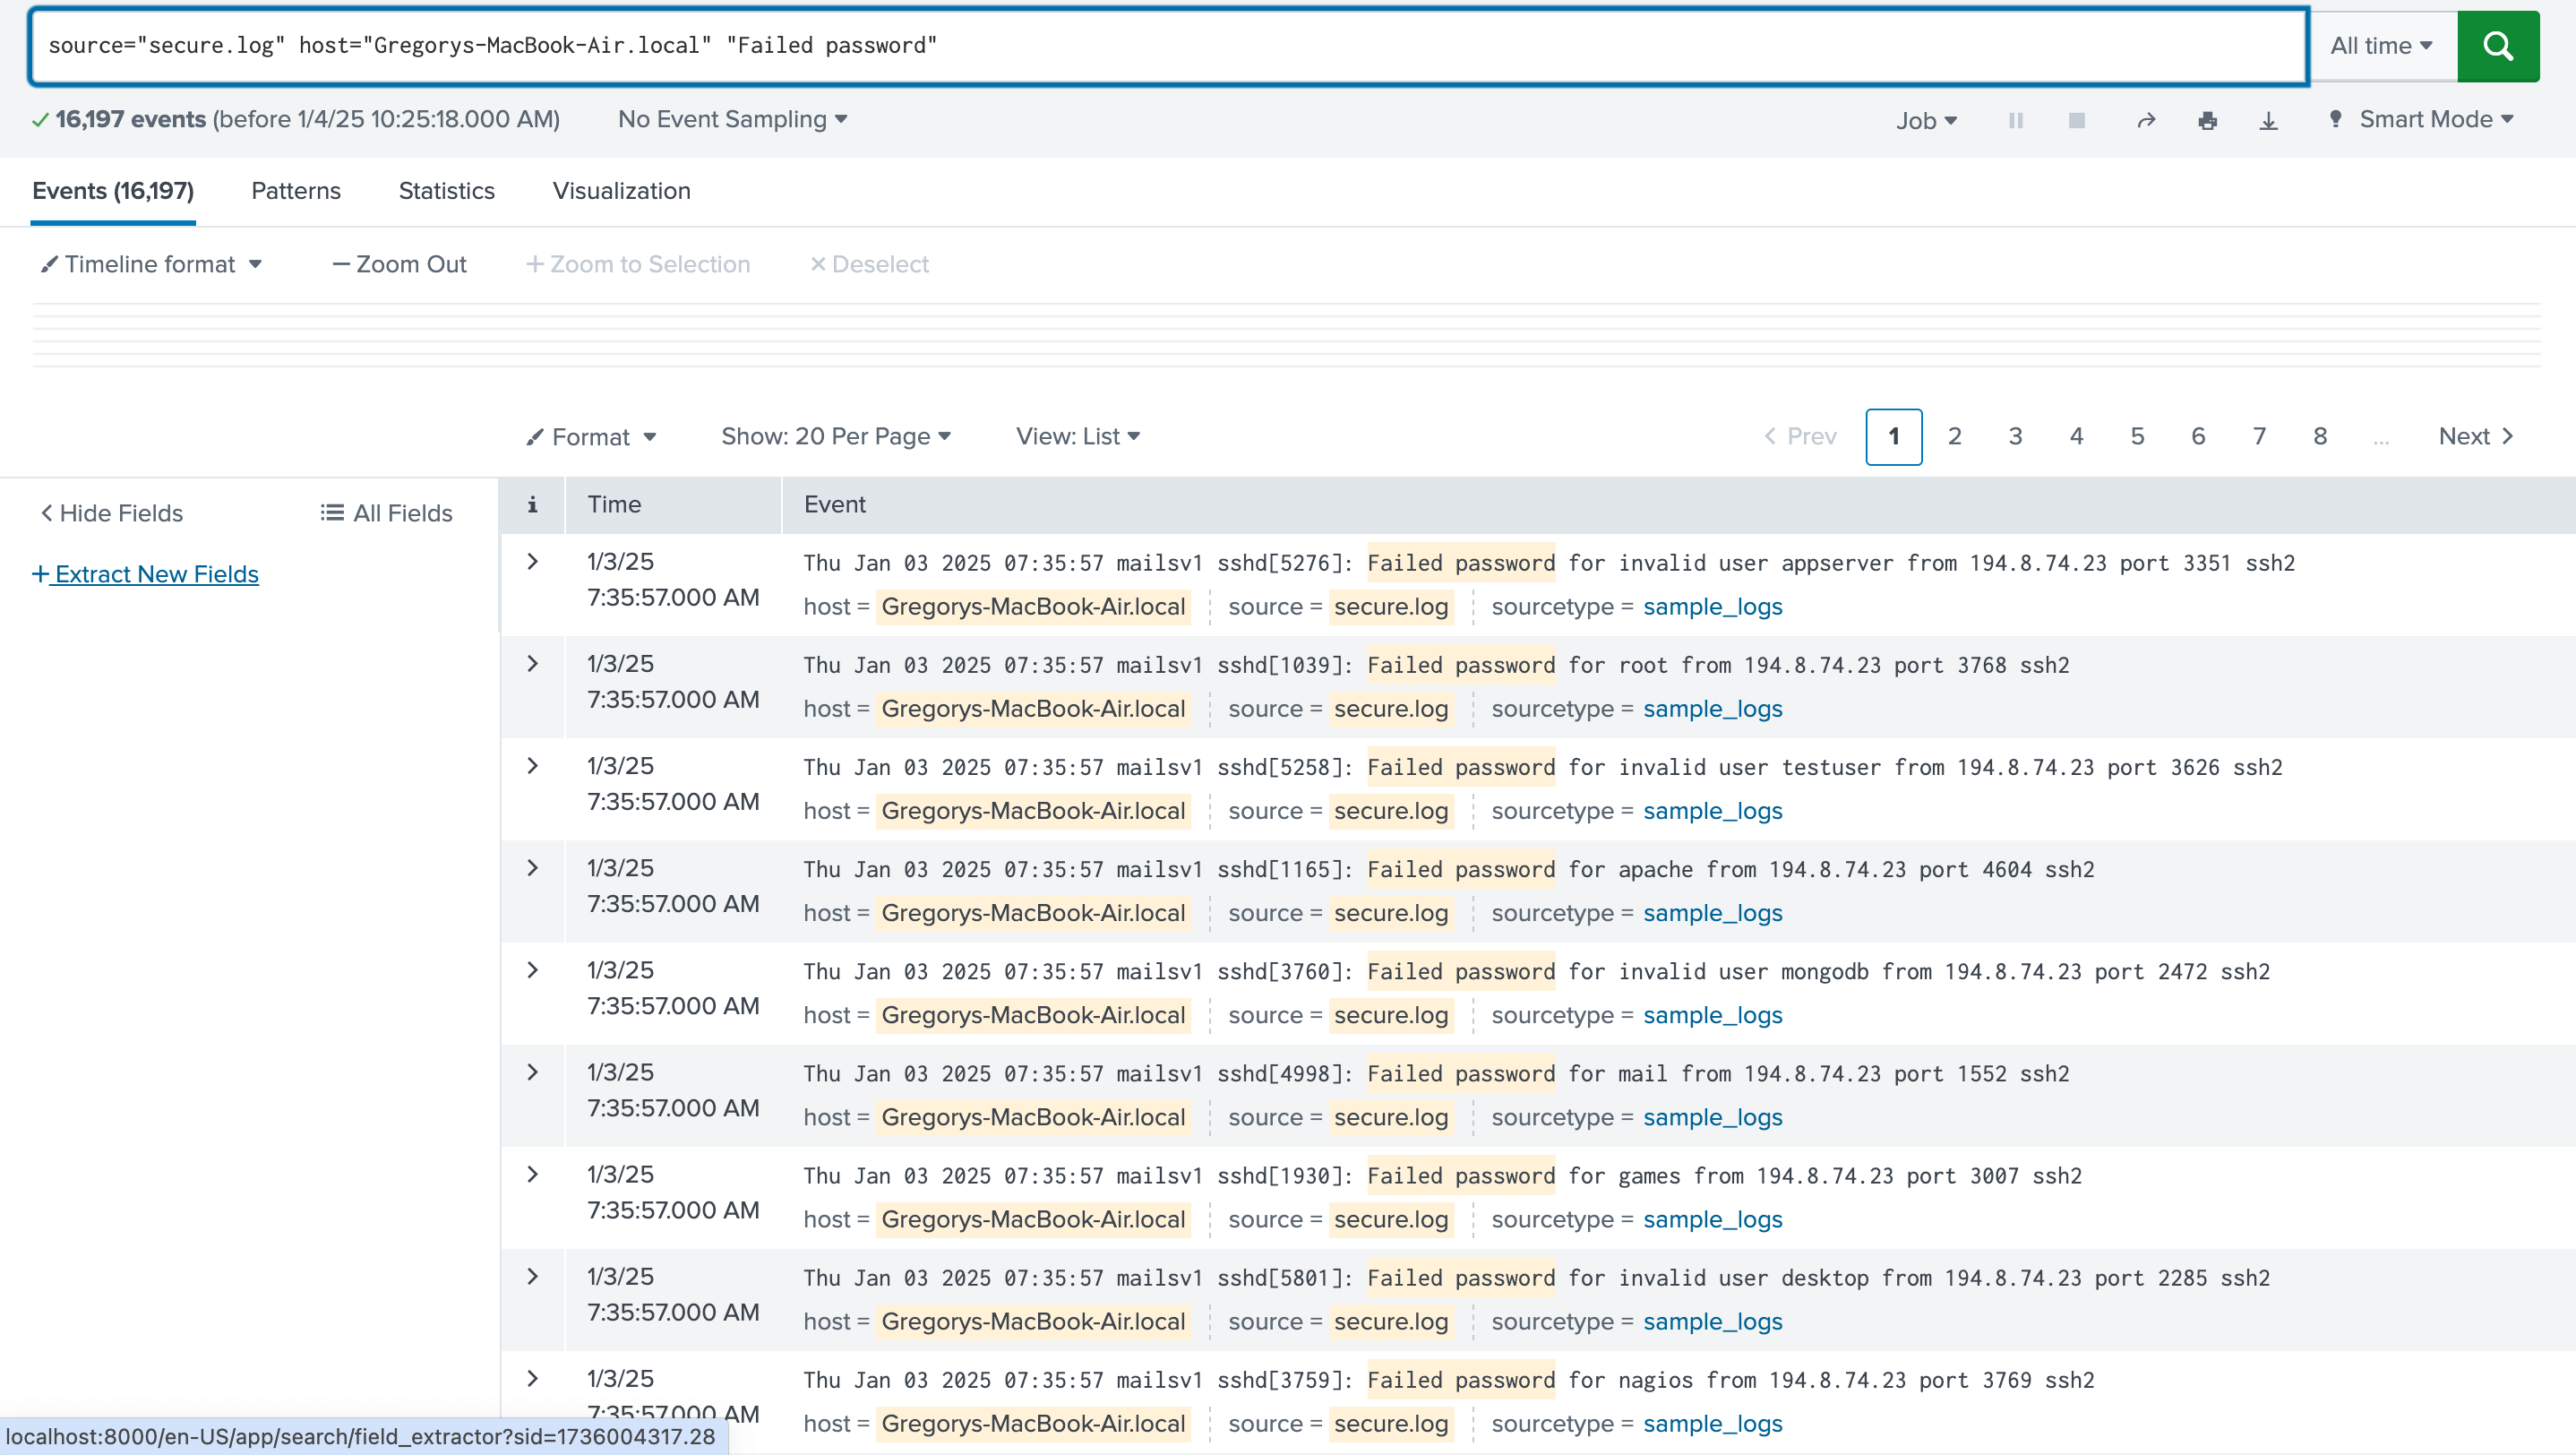 source="secure.log" host="Gregorys-MacBook-Air.local" "Failed password"
All time
16,197 events (before 1/4/25 10:25:18.000 AM)
No Event Sampling
Job
Smart Mode
Events (16,197)
Patterns
Statistics
Visualization
Timeline format
— Zoom Out
+ Zoom to Selection
× Deselect
Format
Show: 20 Per Page
View: List
< Prev
1
2
3
4
5
6
7
8
...
Next >
< Hide Fields
All Fields
+ Extract New Fields
i
Time
Event
>
1/3/25
7:35:57.000 AM
Thu Jan 03 2025 07:35:57 mailsv1 sshd[5276]: Failed password for invalid user appserver from 194.8.74.23 port 3351 ssh2
host = Gregorys-MacBook-Air.local source = secure.log sourcetype = sample_logs
>
1/3/25
7:35:57.000 AM
Thu Jan 03 2025 07:35:57 mailsv1 sshd[1039]: Failed password for root from 194.8.74.23 port 3768 ssh2
host = Gregorys-MacBook-Air.local source = secure.log sourcetype = sample_logs
>
1/3/25
7:35:57.000 AM
Thu Jan 03 2025 07:35:57 mailsv1 sshd[5258]: Failed password for invalid user testuser from 194.8.74.23 port 3626 ssh2
host = Gregorys-MacBook-Air.local source = secure.log sourcetype = sample_logs
>
1/3/25
7:35:57.000 AM
Thu Jan 03 2025 07:35:57 mailsv1 sshd[1165]: Failed password for apache from 194.8.74.23 port 4604 ssh2
host = Gregorys-MacBook-Air.local source = secure.log sourcetype = sample_logs
>
1/3/25
7:35:57.000 AM
Thu Jan 03 2025 07:35:57 mailsv1 sshd[3760]: Failed password for invalid user mongodb from 194.8.74.23 port 2472 ssh2
host = Gregorys-MacBook-Air.local source = secure.log sourcetype = sample_logs
>
1/3/25
7:35:57.000 AM
Thu Jan 03 2025 07:35:57 mailsv1 sshd[4998]: Failed password for mail from 194.8.74.23 port 1552 ssh2
host = Gregorys-MacBook-Air.local source = secure.log sourcetype = sample_logs
>
1/3/25
7:35:57.000 AM
Thu Jan 03 2025 07:35:57 mailsv1 sshd[1930]: Failed password for games from 194.8.74.23 port 3007 ssh2
host = Gregorys-MacBook-Air.local source = secure.log sourcetype = sample_logs
>
1/3/25
7:35:57.000 AM
Thu Jan 03 2025 07:35:57 mailsv1 sshd[5801]: Failed password for invalid user desktop from 194.8.74.23 port 2285 ssh2
host = Gregorys-MacBook-Air.local source = secure.log sourcetype = sample_logs
>
1/3/25
7:35:57.000 AM
Thu Jan 03 2025 07:35:57 mailsv1 sshd[3759]: Failed password for nagios from 194.8.74.23 port 3769 ssh2
host = Gregorys-MacBook-Air.local source = secure.log sourcetype = sample_logs
localhost:8000/en-US/app/search/field_extractor?sid=1736004317.28